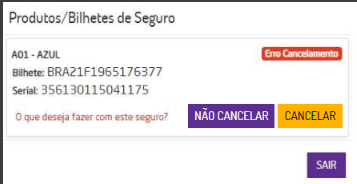 Produtos/Bilhetes de Seguro
A01 - AZUL
Erro Cancelamento
Bilhete: BRA21F1965176377
Serial: 356130115041175
O que deseja fazer com este seguro?
NÃO CANCELAR
CANCELAR
SAIR